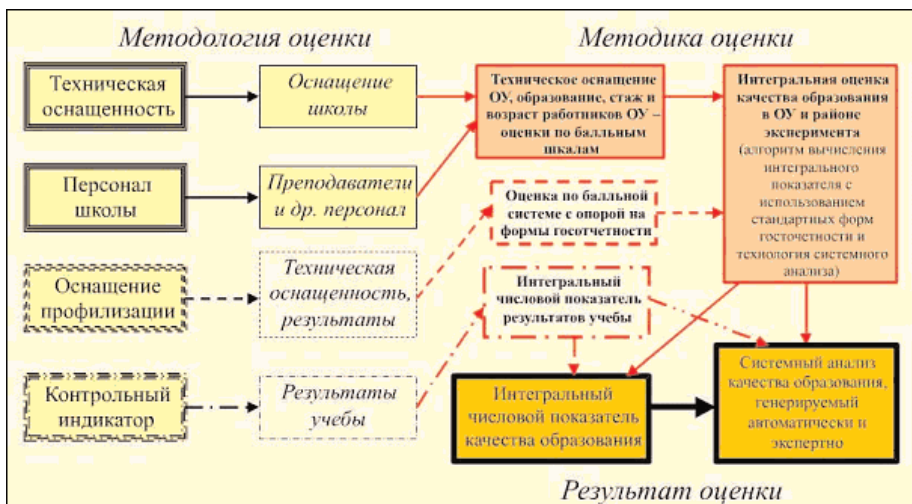 Методология оценки
Методика оценки
Техническая
оснащенность
Оснащение
школы
Техническое оснащение
ОУ, образование, стаж и
возраст работников ОУ –
оценки по балльным
шкалам
Интегральная оценка
качества образования
в ОУ и районе
эксперимента
(алгоритм вычисления
интегрального
показателя с
использованием
стандартных форм
госточетности и
технология системного
анализа)
Персонал
школы
Преподаватели
и др. персонал
Оценка по балльной
системе с опорой на
формы госотчетности
Оснащение
профилизации
Техническая
оснащенность,
результаты
Интегральный
числовой показатель
результатов учебы
Контрольный
индикатор
Результаты
учебы
Интегральный
числовой показатель
качества образования
Системный анализ
качества образования,
генерируемый
автоматически и
экспертно
Результат оценки